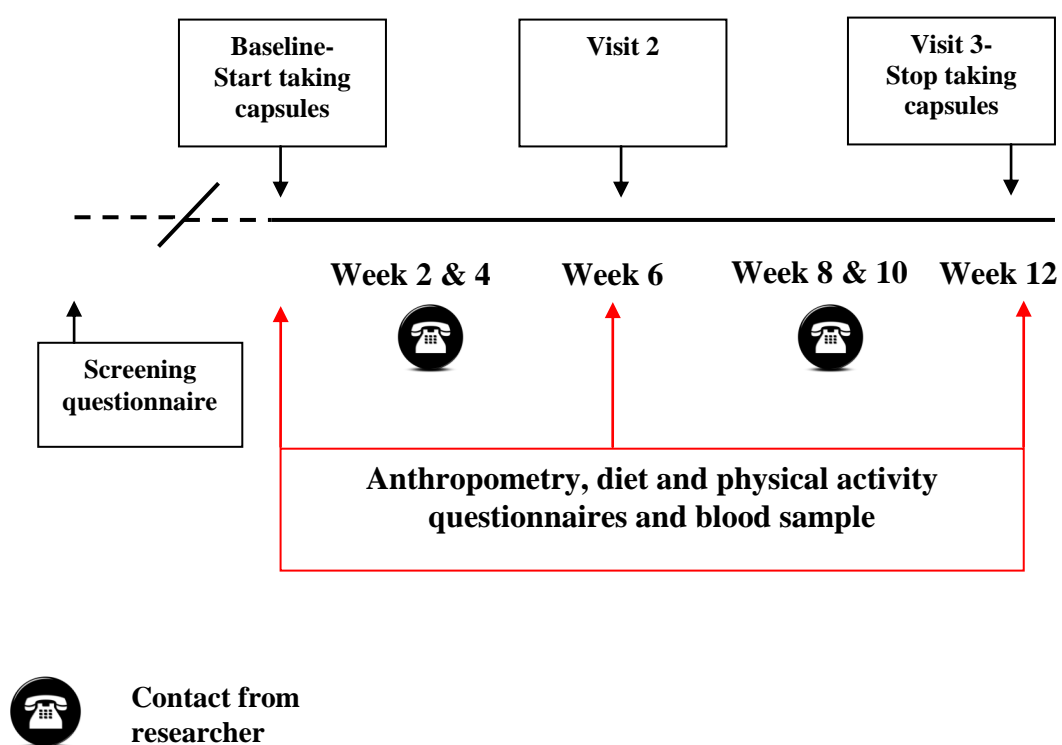 Baseline-
Start taking
capsules
Visit 2
Visit 3-
Stop taking
capsules
Week 2 & 4
Week 6
Week 8 & 10
Week 12
Screening
questionnaire
Anthropometry, diet and physical activity
questionnaires and blood sample
Contact from
researcher